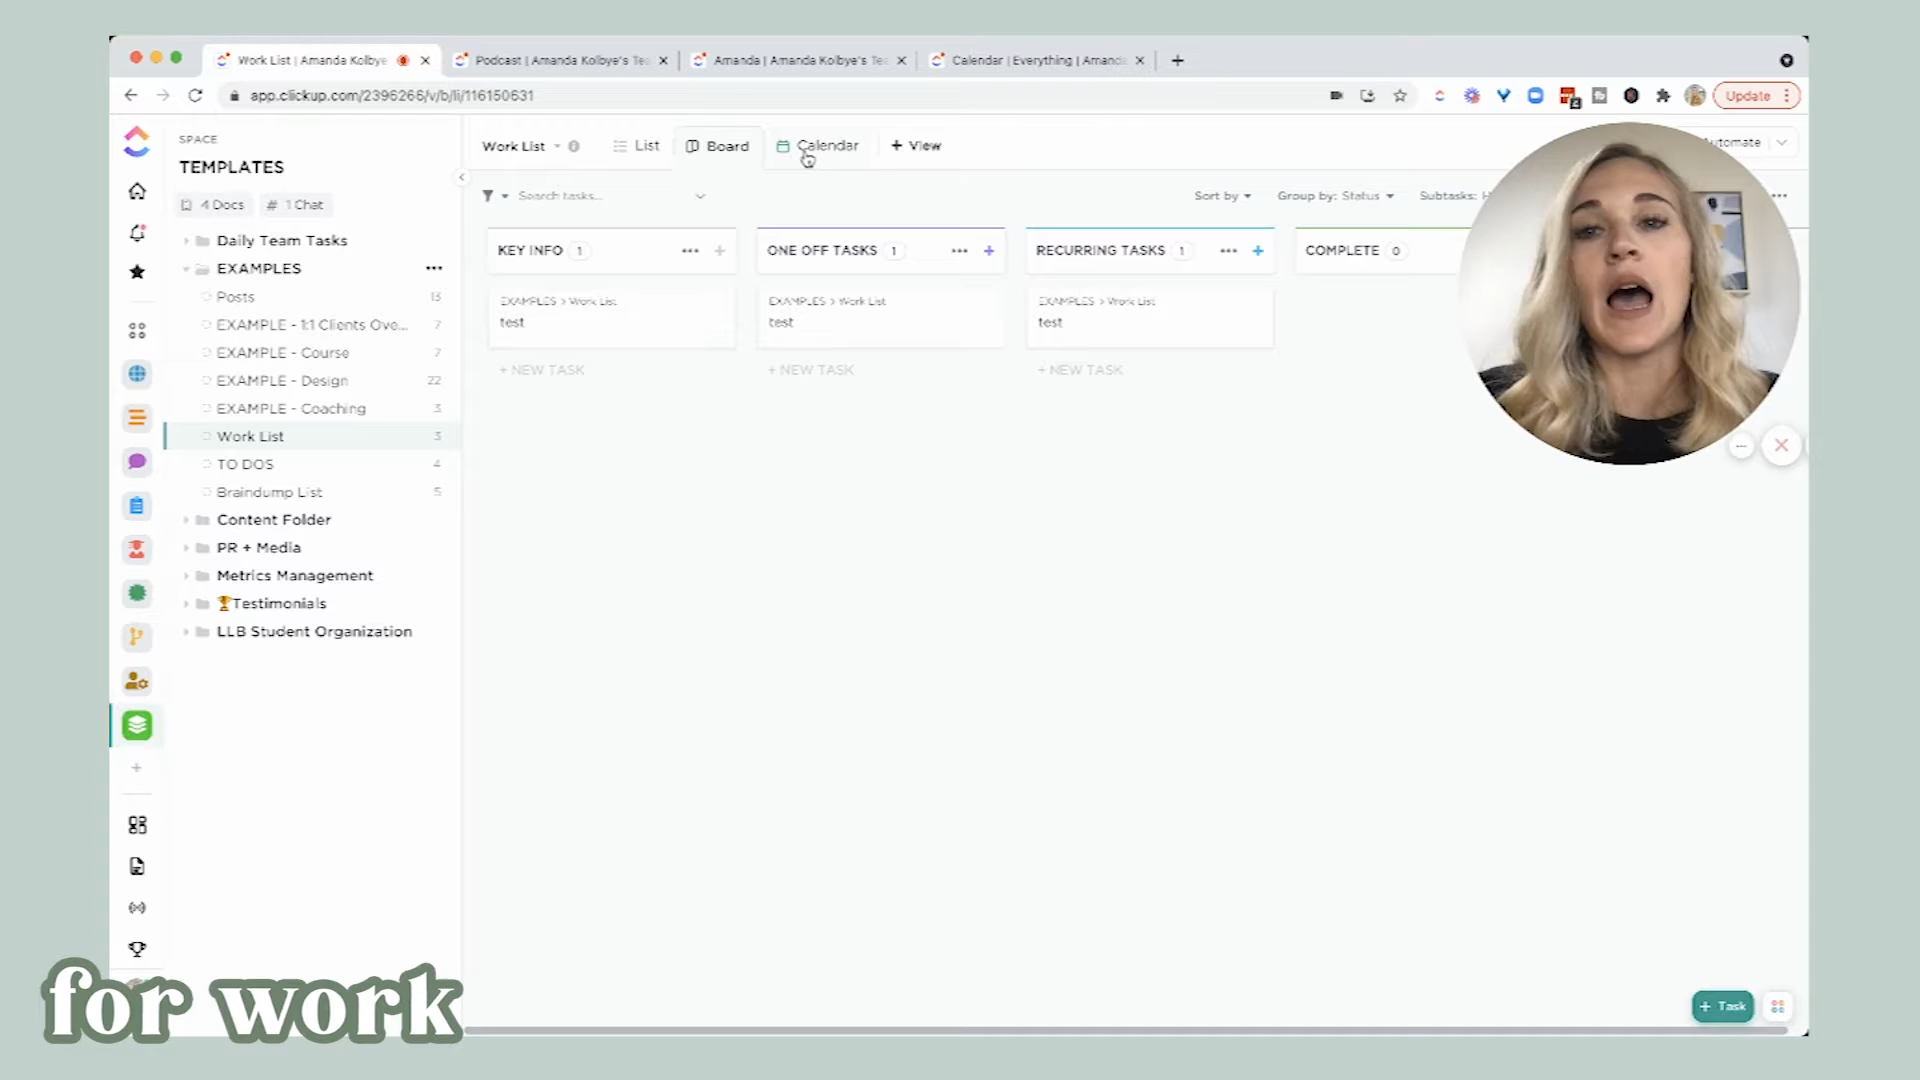 Work List | Amanda Kolbye
Podcast | Amanda Kolbye's Te
Amanda | Amanda Kolbye's Te
Calendar | Everything | Amand
app.clickup.com/2396266/v/b/li/116150631
Update
SPACE
TEMPLATES
4 Docs
# 1 Chat
Daily Team Tasks
EXAMPLES
Posts 13
EXAMPLE - 1:1 Clients Ove... 7
EXAMPLE - Course 7
EXAMPLE - Design 22
EXAMPLE - Coaching 3
Work List 3
TO DOS 4
Braindump List 5
Content Folder
PR + Media
Metrics Management
🏆Testimonials
LLB Student Organization
Work List
List
Board
Calendar
+ View
utomate
Search tasks...
Sort by
Group by: Status
Subtasks: H
KEY INFO 1
EXAMPLES > Work List
test
+ NEW TASK
ONE OFF TASKS 1
EXAMPLES > Work List
test
+ NEW TASK
RECURRING TASKS 1
EXAMPLES > Work List
test
+ NEW TASK
COMPLETE 0
+ Task
for work